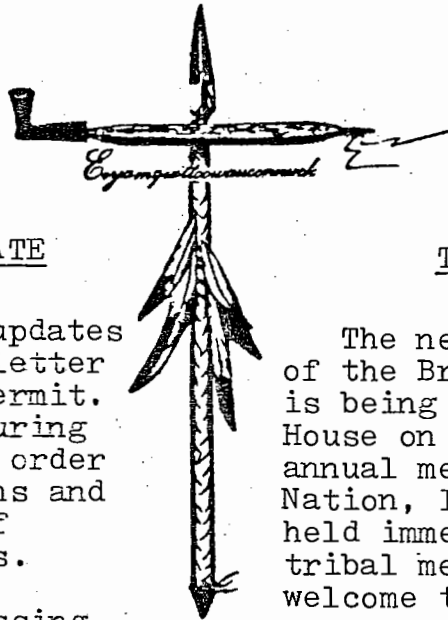 Eeyamquittoowauconnuck
ATE
updates
letter
ermit.
uring
order
ns and
f
s.
ssing
T
The ne
of the Br
is being
House on
annual me
Nation, I
held imme
tribal me
welcome t